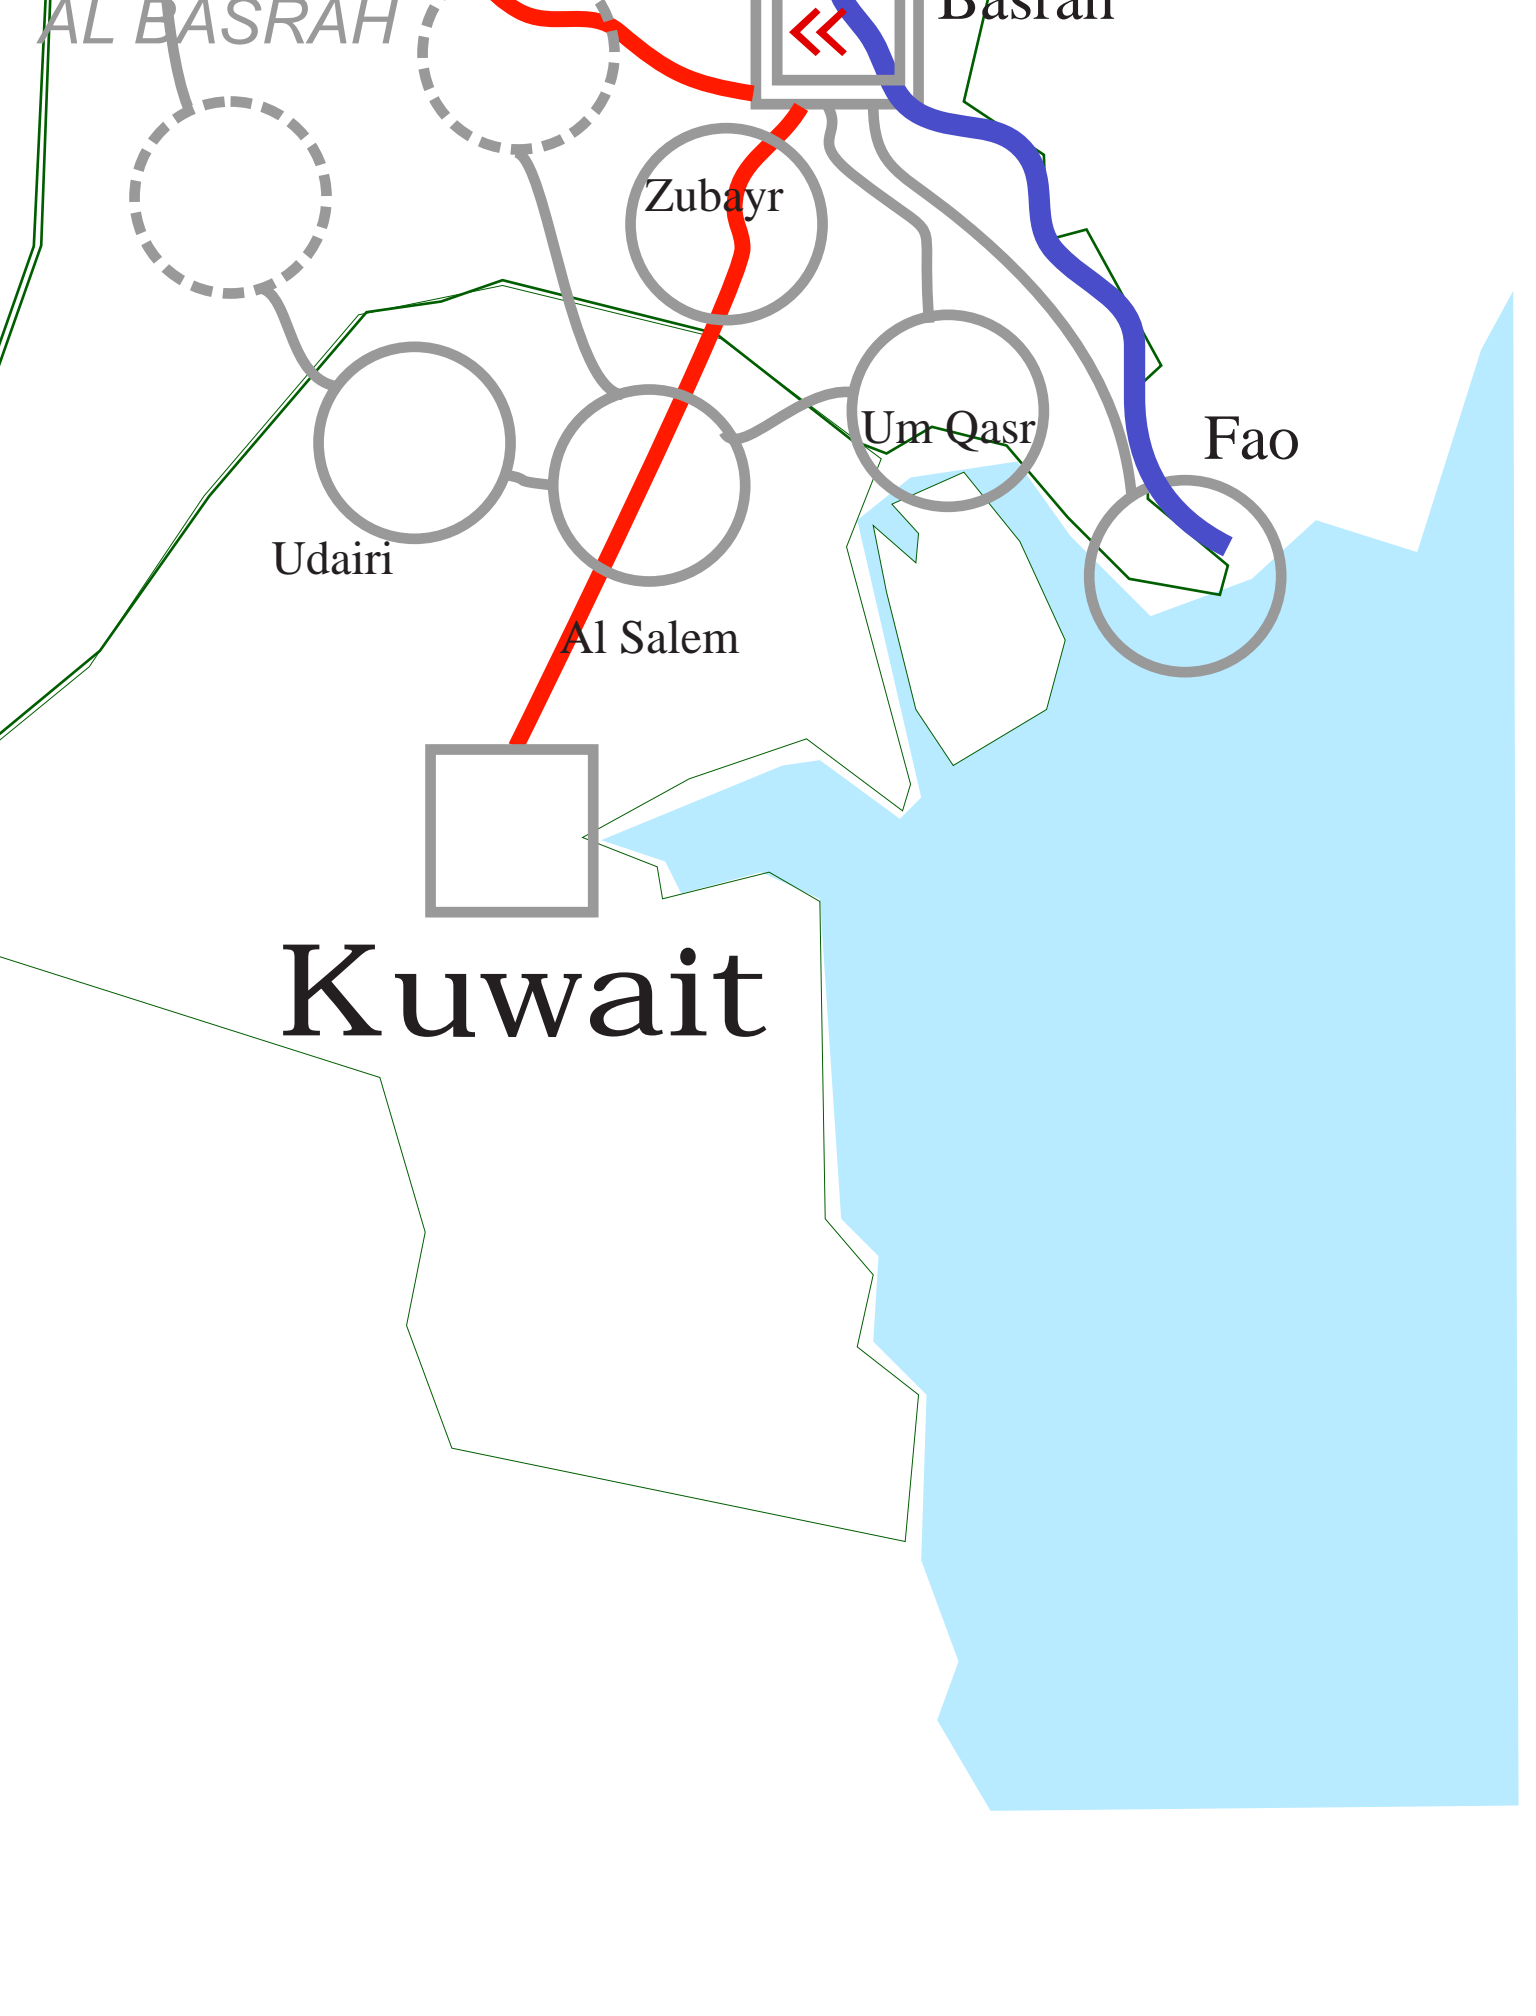 Basrah
AL BASRAH
Zubayr
Um Qasr
Fao
Udairi
Al Salem
Kuwait